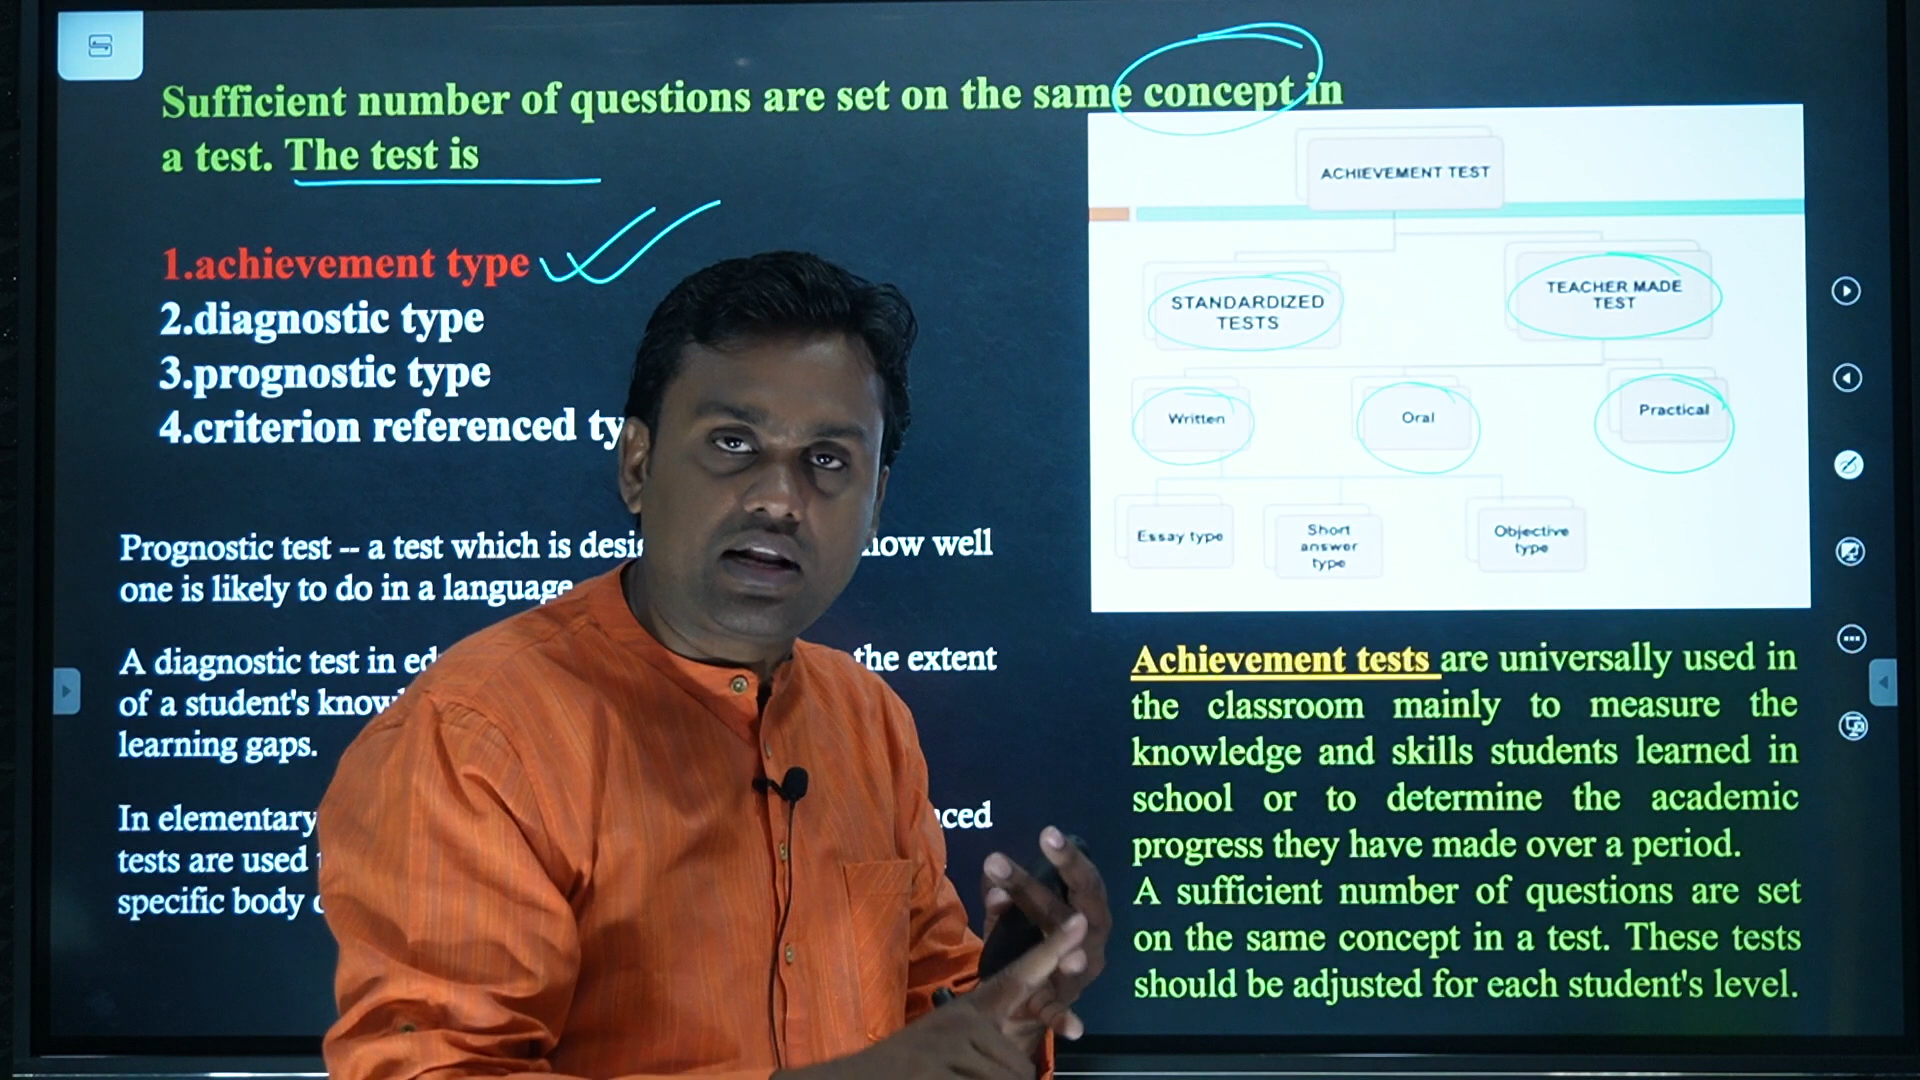 Sufficient number of questions are set on the same concept in
a test. The test is
1.achievement type
2.diagnostic type
3.prognostic type
4.criterion referenced
Prognostic test -- a test which is how well
one is likely to do in a language
A diagnostic test in the extent
of a student's
learning gaps.
In elementary
tests are used
specific body
ACHIEVEMENT TEST
STANDARDIZED
TESTS
TEACHER MADE
TEST
Written
Oral
Practical
Essay type
Short
answer
type
Objective
type
Achievement tests are universally used in
the classroom mainly to measure the
knowledge and skills students learned in
school or to determine the academic
progress they have made over a period.
A sufficient number of questions are set
on the same concept in a test. These tests
should be adjusted for each student's level.